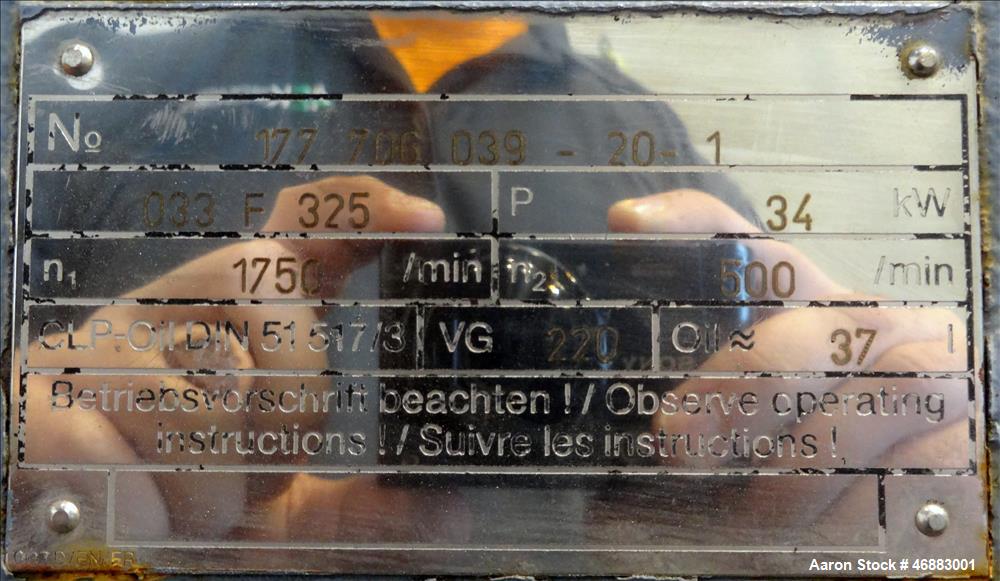 No 177 706 039 - 20- 1
033 F 325 P 34 kW
n1 1750 /min n2 500 /min
CLP-Oil DIN 51 517/3 VG 220 Oil ≈ 37 l
Betriebsvorschrift beachten ! / Observe operating
instructions ! / Suivre les instructions !
Aaron Stock # 46883001